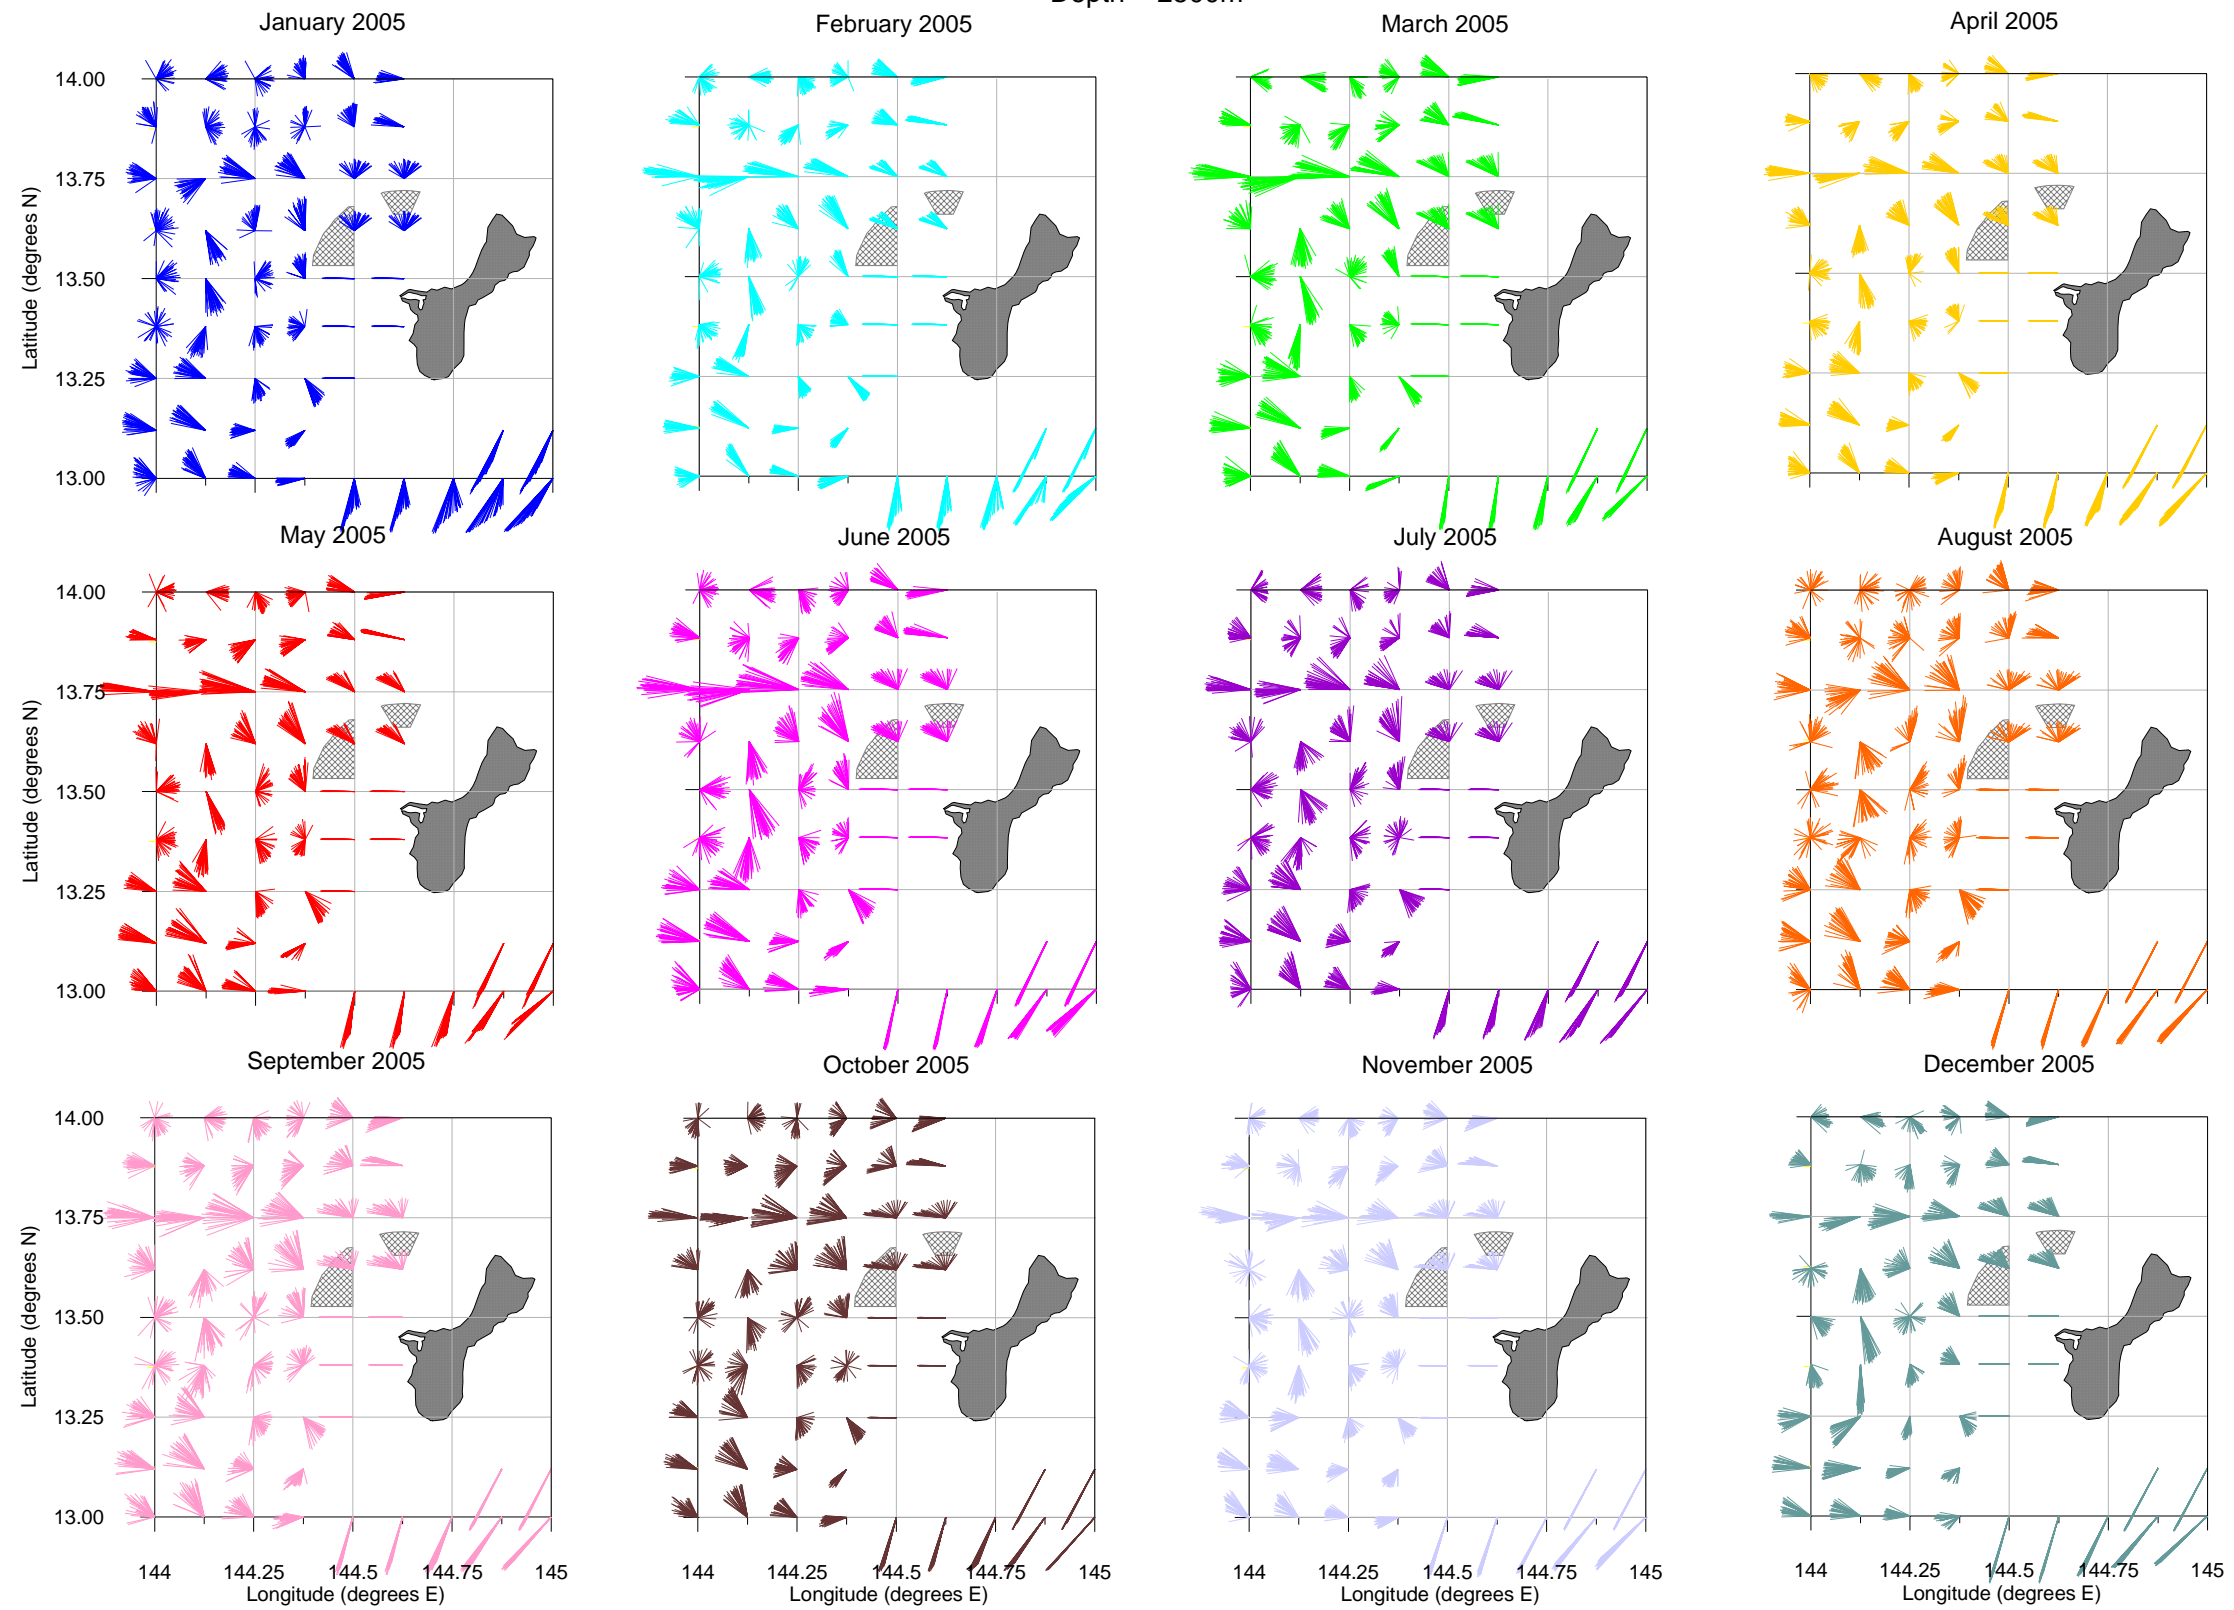 January 2005
February 2005
March 2005
April 2005
14.00
13.75
13.50
13.25
13.00
Latitude (degrees N)
May 2005
June 2005
July 2005
August 2005
14.00
13.75
13.50
13.25
13.00
Latitude (degrees N)
September 2005
October 2005
November 2005
December 2005
14.00
13.75
13.50
13.25
13.00
Latitude (degrees N)
144 144.25 144.5 144.75 145
144 144.25 144.5 144.75 145
144 144.25 144.5 144.75 145
144 144.25 144.5 144.75 145
Longitude (degrees E)
Longitude (degrees E)
Longitude (degrees E)
Longitude (degrees E)